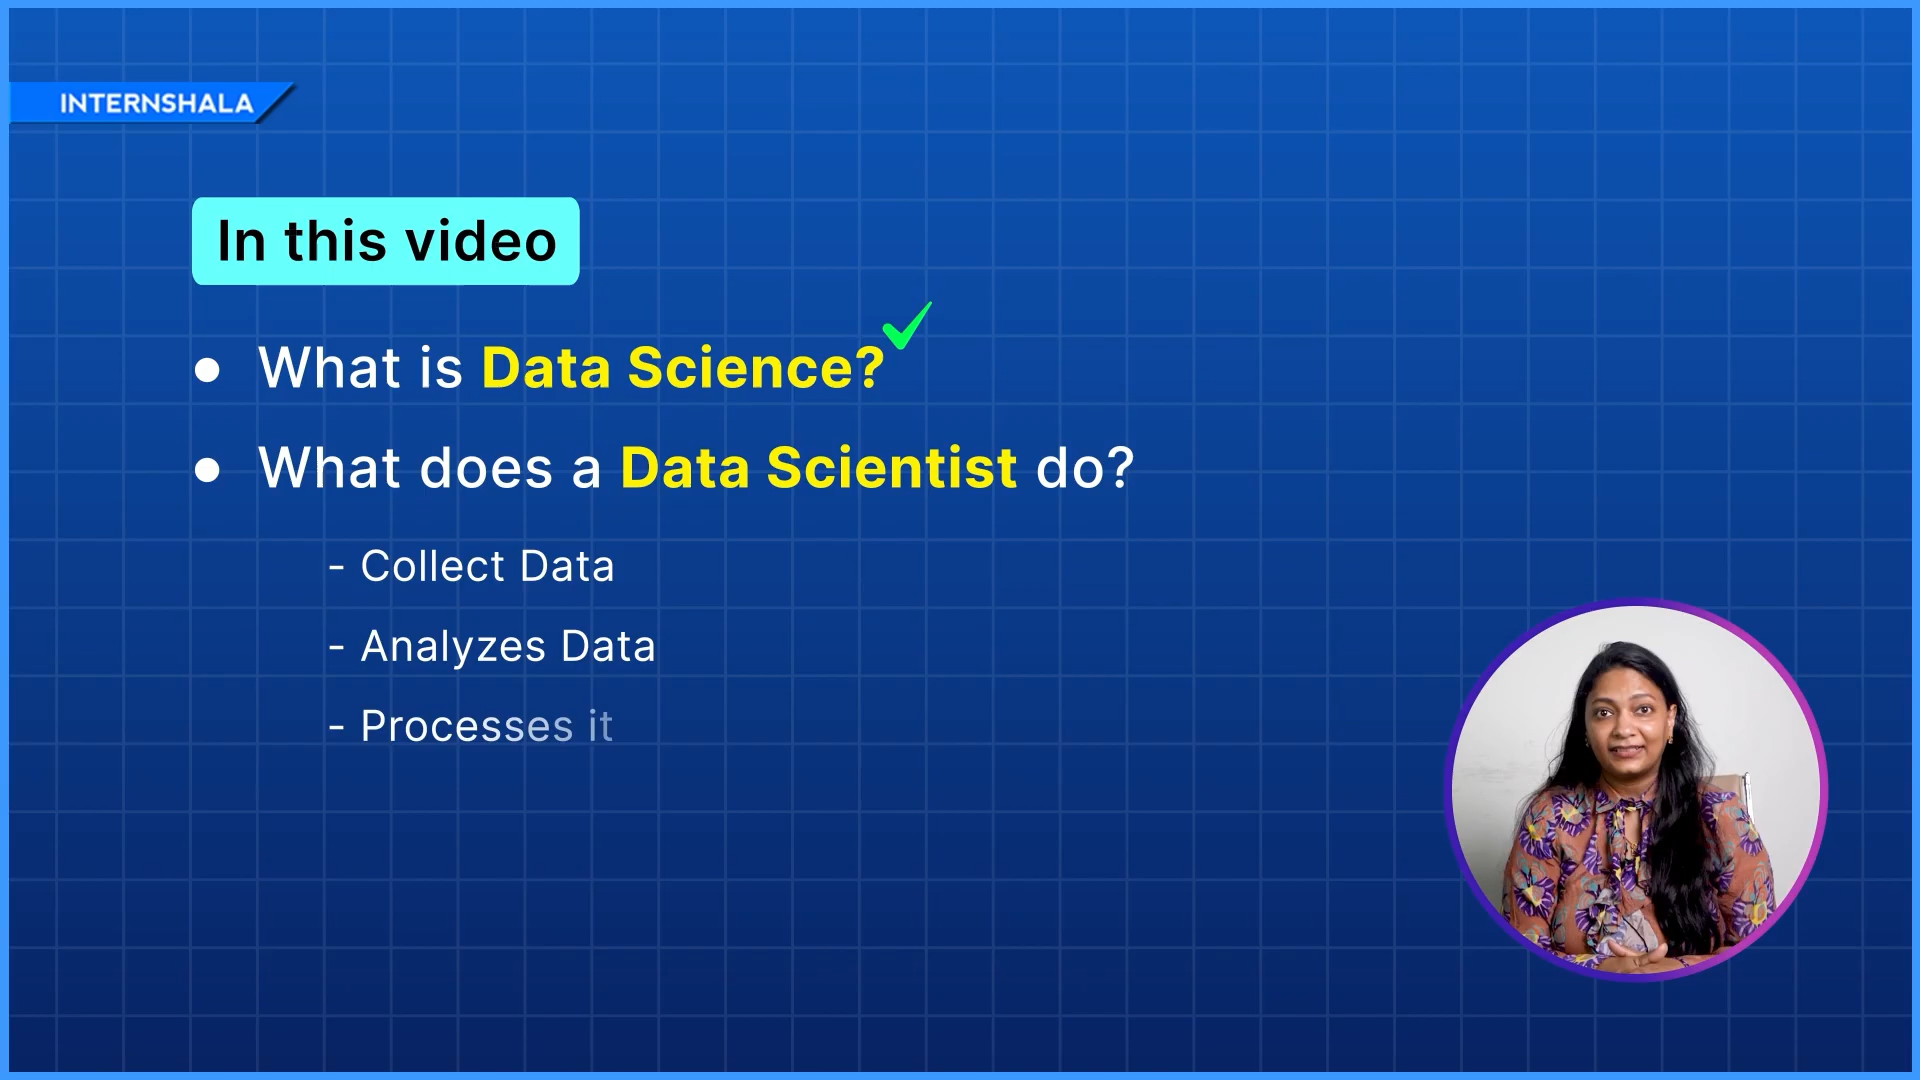 INTERNSHALA
In this video
● What is Data Science?
● What does a Data Scientist do?
- Collect Data
- Analyzes Data
- Processes it